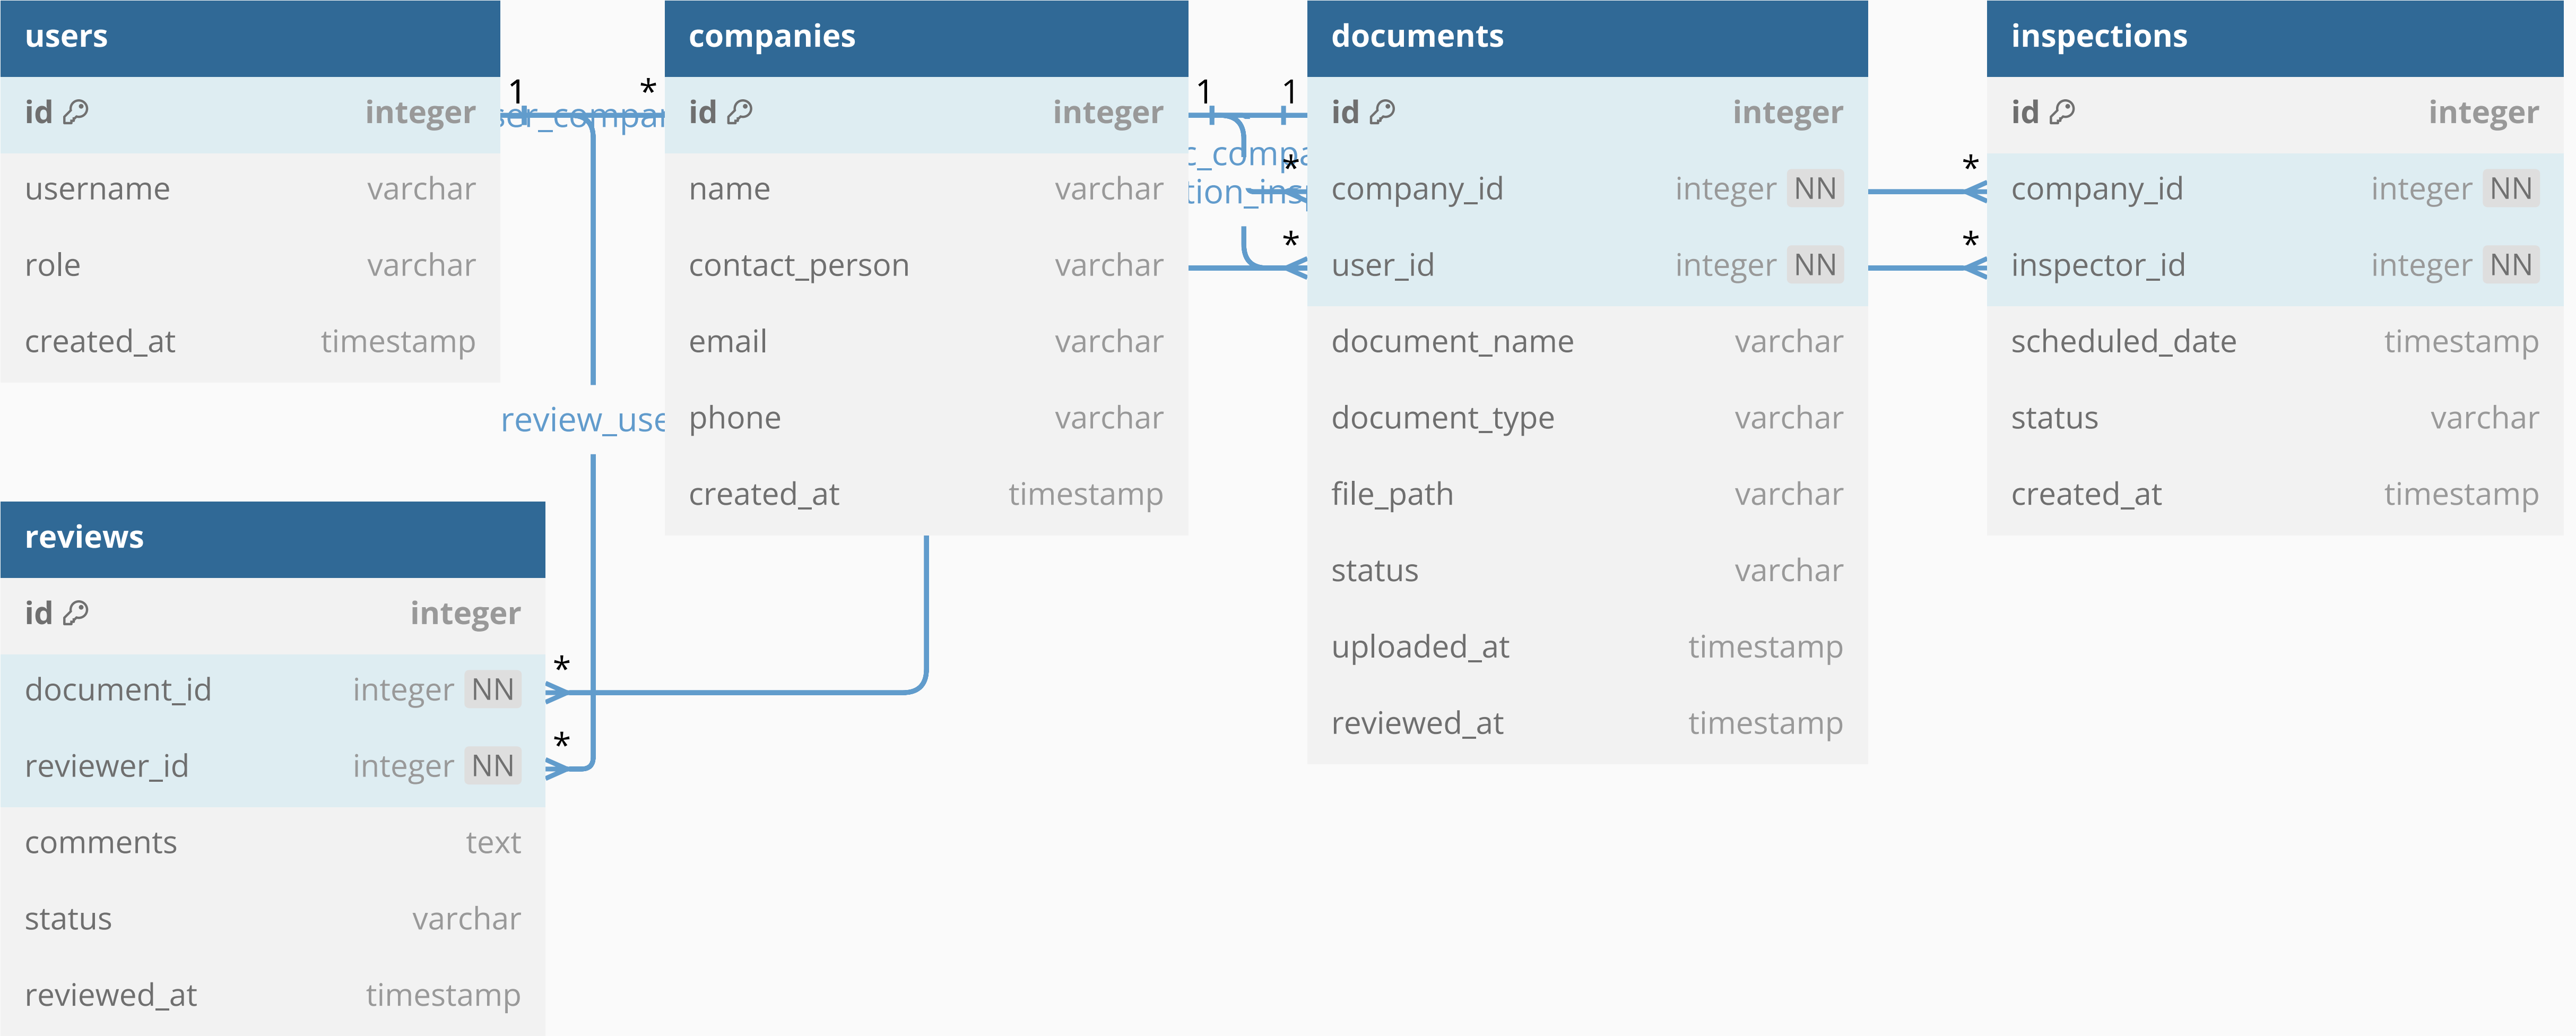 users
id integer
username varchar
role varchar
created_at timestamp
1 *
review_use
reviews
id integer
document_id integer NN
*
reviewer_id integer NN
*
comments text
status varchar
reviewed_at timestamp
companies
id integer
name varchar
contact_person varchar
email varchar
phone varchar
created_at timestamp
1 1
*
*
documents
id integer
company_id integer NN
user_id integer NN
document_name varchar
document_type varchar
file_path varchar
status varchar
uploaded_at timestamp
reviewed_at timestamp
*
*
inspections
id integer
company_id integer NN
inspector_id integer NN
scheduled_date timestamp
status varchar
created_at timestamp